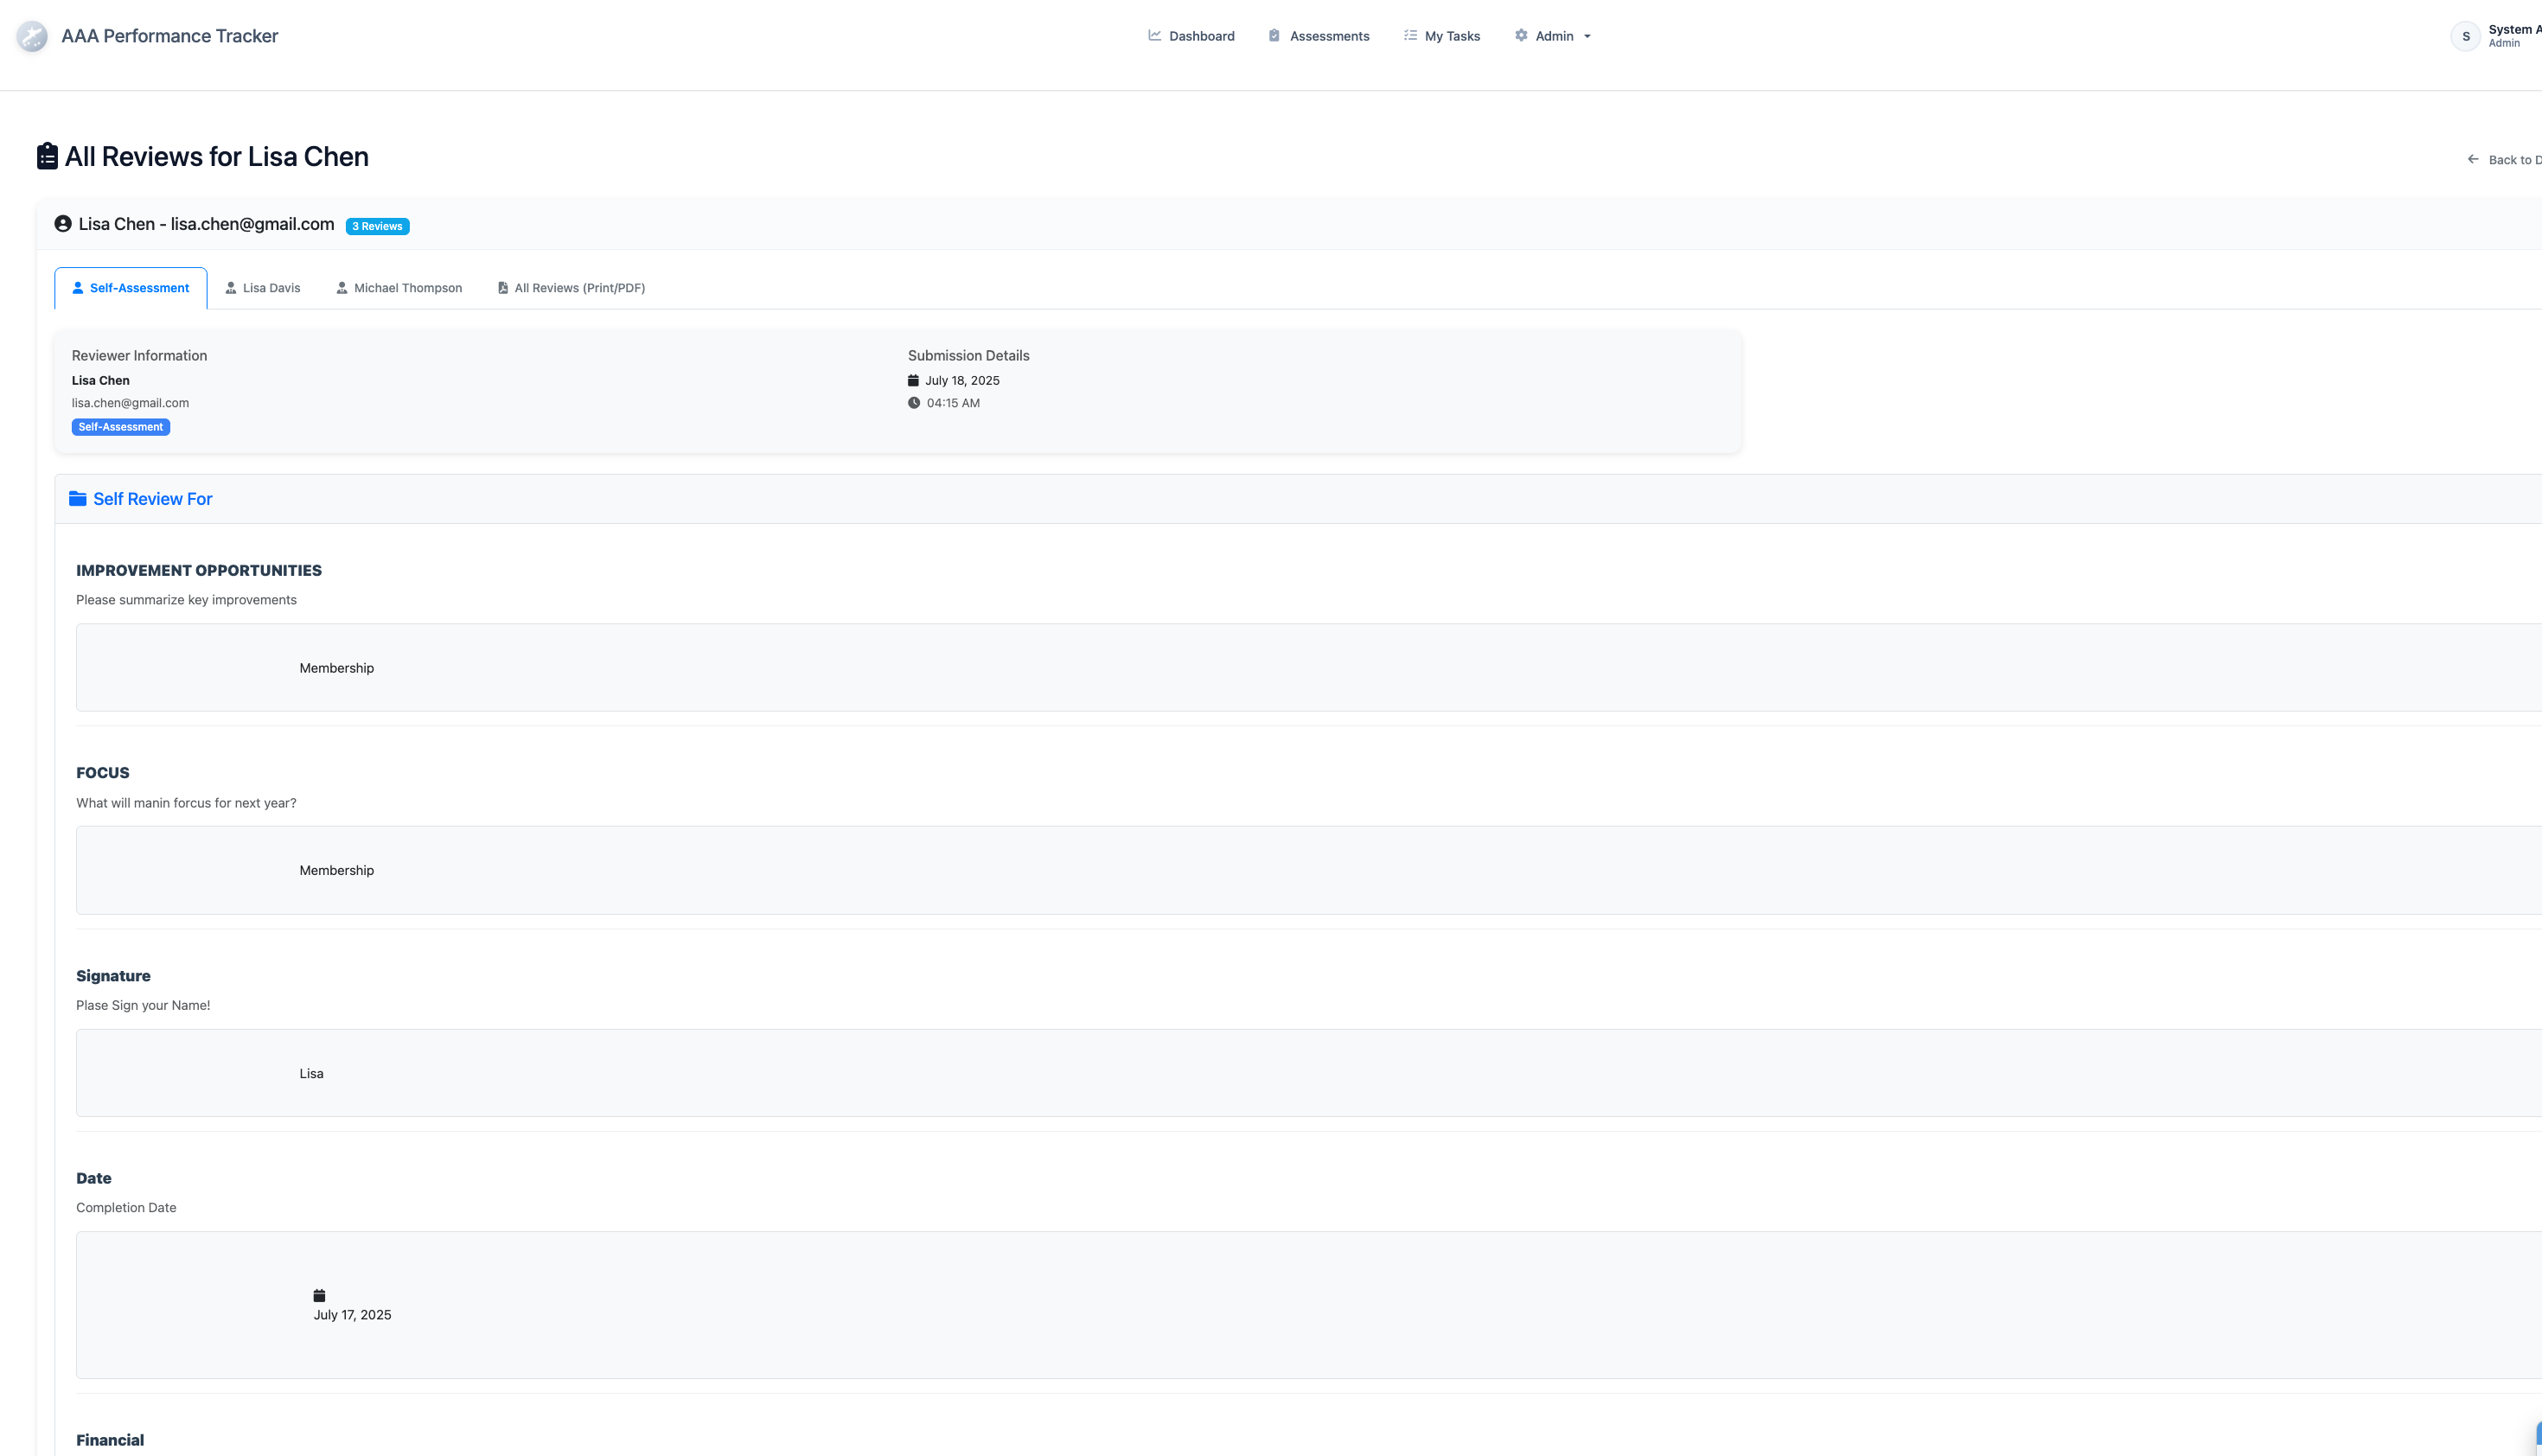 AAA Performance Tracker
Dashboard
Assessments
My Tasks
Admin
S
System A
Admin
All Reviews for Lisa Chen
Back to D
Lisa Chen - lisa.chen@gmail.com 3 Reviews
Self-Assessment
Lisa Davis
Michael Thompson
All Reviews (Print/PDF)
Reviewer Information
Lisa Chen
lisa.chen@gmail.com
Self-Assessment
Submission Details
July 18, 2025
04:15 AM
Self Review For
IMPROVEMENT OPPORTUNITIES
Please summarize key improvements
Membership
FOCUS
What will manin forcus for next year?
Membership
Signature
Plase Sign your Name!
Lisa
Date
Completion Date
July 17, 2025
Financial